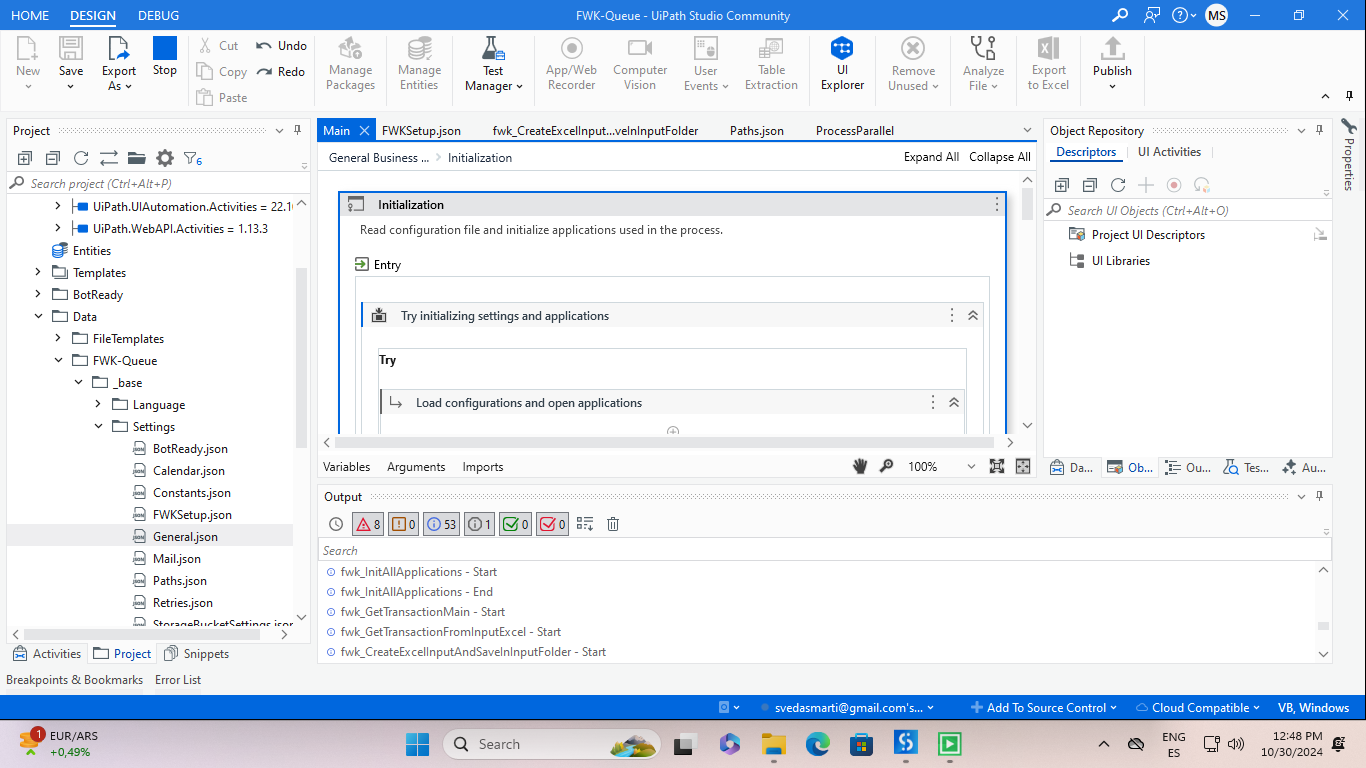 HOME DESIGN DEBUG FWK-Queue - UiPath Studio Community MS
New Save Export As Stop Cut Copy Paste Undo Redo Manage Packages Manage Entities Test Manager App/Web Recorder Computer Vision User Events Table Extraction UI Explorer Remove Unused Analyze File Export to Excel Publish
Project
6
Search project (Ctrl+Alt+P)
UiPath.UIAutomation.Activities = 22.1
UiPath.WebAPI.Activities = 1.13.3
Entities
Templates
BotReady
Data
FileTemplates
FWK-Queue
_base
Language
Settings
BotReady.json
Calendar.json
Constants.json
FWKSetup.json
General.json
Mail.json
Paths.json
Retries.json
StorageBucketSettings.json
Activities Project Snippets
Main FWKSetup.json fwk_CreateExcelInput...veInInputFolder Paths.json ProcessParallel
General Business ... Initialization Expand All Collapse All
Initialization
Read configuration file and initialize applications used in the process.
Entry
Try initializing settings and applications
Try
Load configurations and open applications
Variables Arguments Imports 100%
Output
8 0 53 1 0 0
Search
fwk_InitAllApplications - Start
fwk_InitAllApplications - End
fwk_GetTransactionMain - Start
fwk_GetTransactionFromInputExcel - Start
fwk_CreateExcelInputAndSaveInInputFolder - Start
Object Repository
Descriptors UI Activities
Search UI Objects (Ctrl+Alt+O)
Project UI Descriptors
UI Libraries
Da... Ob... Ou... Tes... Au...
Properties
Breakpoints & Bookmarks Error List
svedasmarti@gmail.com's... Add To Source Control Cloud Compatible VB, Windows
1 EUR/ARS
+0,49%
Search
ENG
ES
12:48 PM
10/30/2024